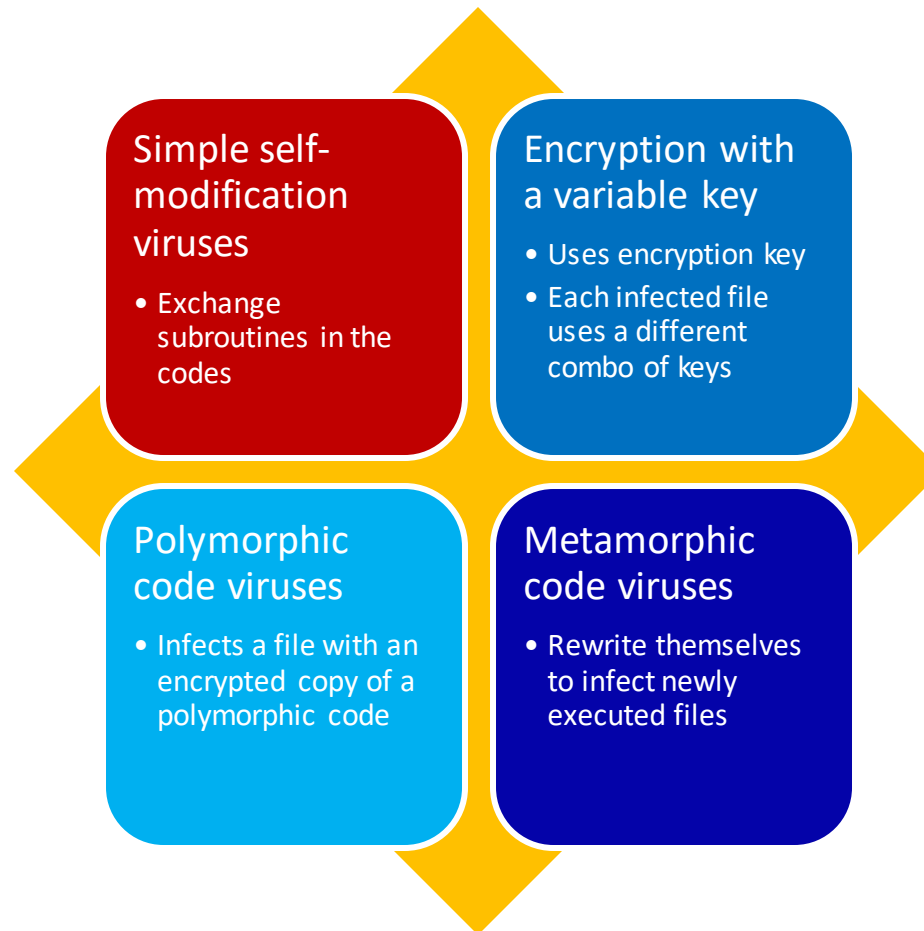 Simple self-
modification
viruses
• Exchange
subroutines in the
codes
Encryption with
a variable key
• Uses encryption key
• Each infected file
uses a different
combo of keys
Polymorphic
code viruses
• Infects a file with an
encrypted copy of a
polymorphic code
Metamorphic
code viruses
• Rewrite themselves
to infect newly
executed files